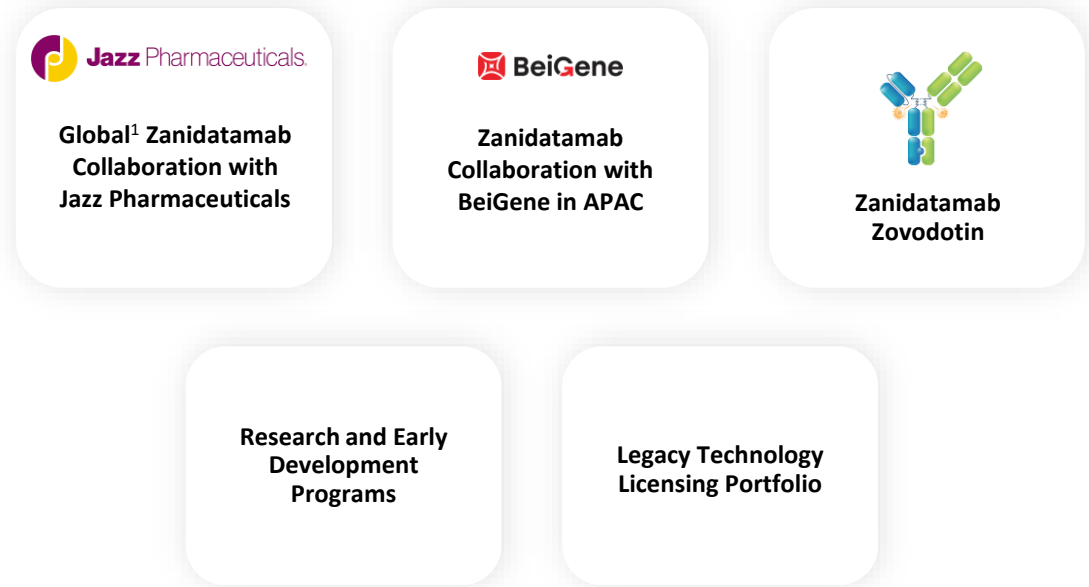 Jazz Pharmaceuticals.
Global¹ Zanidatamab
Collaboration with
Jazz Pharmaceuticals
BeiGene
Zanidatamab
Collaboration with
BeiGene in APAC
Zanidatamab
Zovodotin
Research and Early
Development
Programs
Legacy Technology
Licensing Portfolio